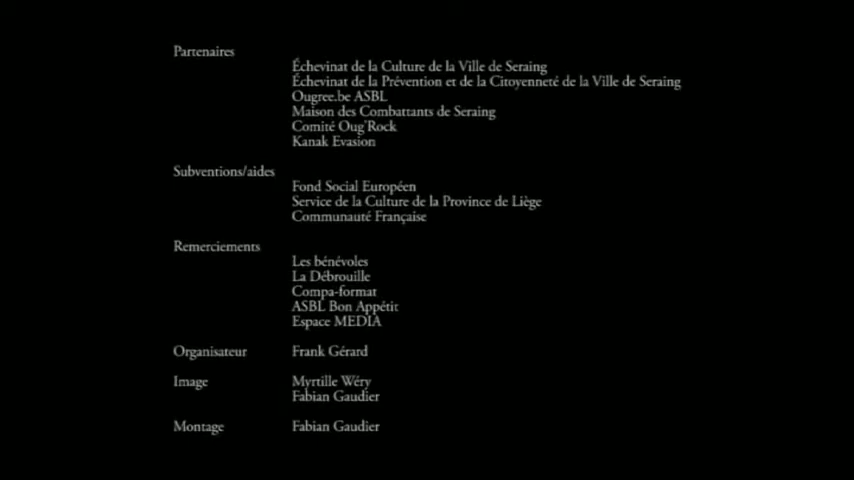 Partenaires
Échevinat de la Culture de la Ville de Seraing
Échevinat de la Prévention et de la Citoyenneté de la Ville de Seraing
Ougree.be ASBL
Maison des Combattants de Seraing
Comité Oug'Rock
Kanak Evasion
Subventions/aides
Fond Social Européen
Service de la Culture de la Province de Liège
Communauté Française
Remerciements
Les bénévoles
La Débrouille
Compa-format
ASBL Bon Appétit
Espace MEDIA
Organisateur Frank Gérard
Image Myrtille Wéry
Fabian Gaudier
Montage Fabian Gaudier